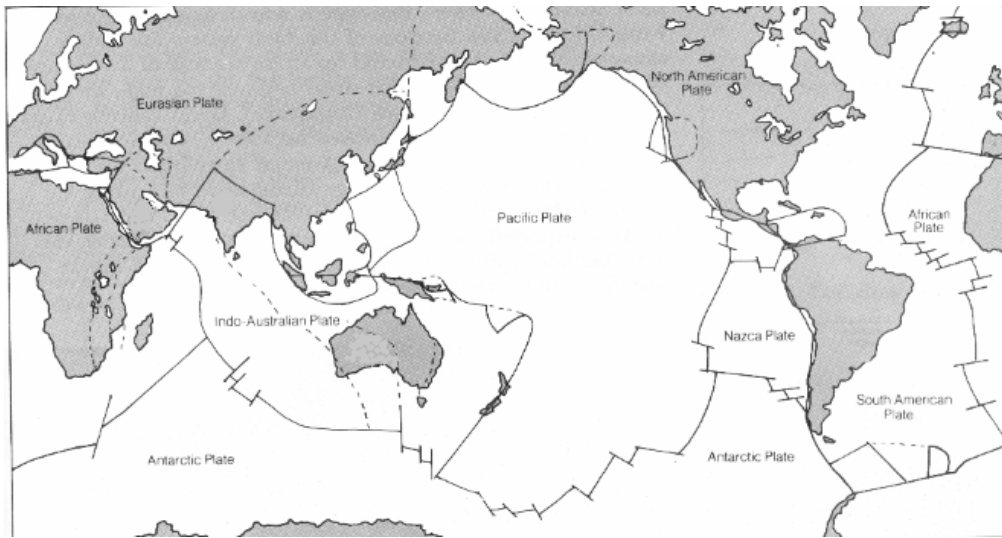 Eurasian Plate
North American
Plate
African Plate
Pacific Plate
African
Plate
Indo-Australian Plate
Nazca Plate
South American
Plate
Antarctic Plate
Antarctic Plate